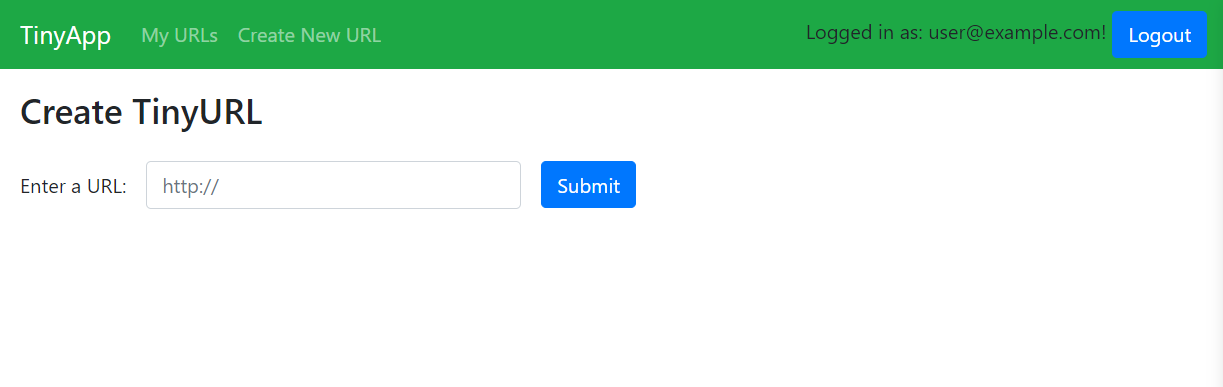 TinyApp My URLs Create New URL Logged in as: user@example.com! Logout
Create TinyURL
Enter a URL: http:// Submit